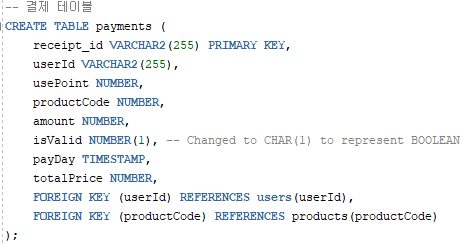 -- 결제 테이블
CREATE TABLE payments (
    receipt_id VARCHAR2(255) PRIMARY KEY,
    userId VARCHAR2(255),
    usePoint NUMBER,
    productCode NUMBER,
    amount NUMBER,
    isValid NUMBER(1), -- Changed to CHAR(1) to represent BOOLEAN
    payDay TIMESTAMP,
    totalPrice NUMBER,
    FOREIGN KEY (userId) REFERENCES users(userId),
    FOREIGN KEY (productCode) REFERENCES products(productCode)
);